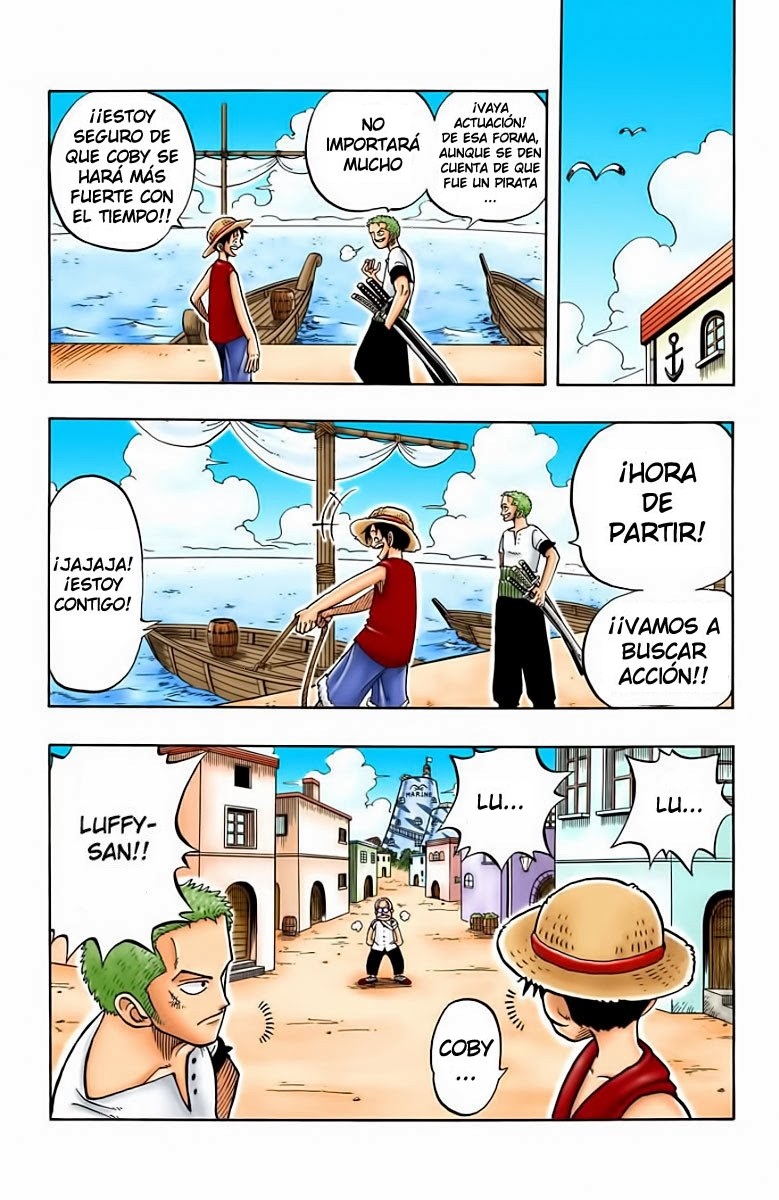 ¡VAYA
ACTUACIÓN!
DE ESA FORMA,
AUNQUE SE DEN
CUENTA DE QUE
FUE UN PIRATA
...
NO
IMPORTARÁ
MUCHO
¡¡ESTOY
SEGURO DE
QUE COBY SE
HARÁ MÁS
FUERTE CON
EL TIEMPO!!
¡HORA
DE
PARTIR!
¡¡VAMOS A
BUSCAR
ACCIÓN!!
¡JAJAJA!
¡ESTOY
CONTIGO!
LU...
LU...
LUFFY-
SAN!!
MARINE
COBY
...